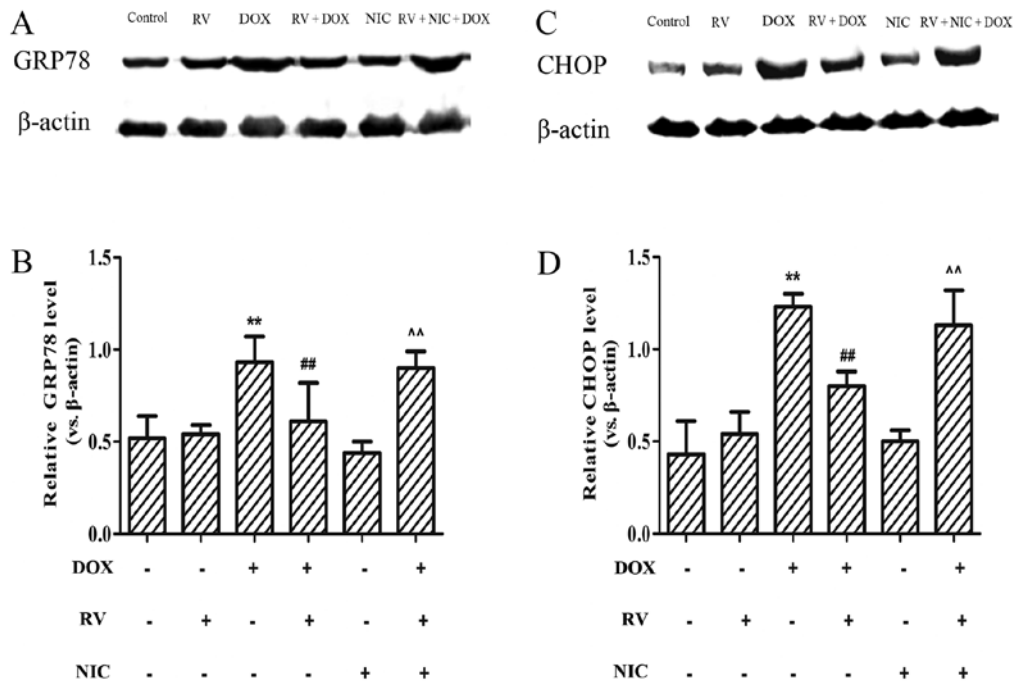 A
Control RV DOX RV + DOX NIC RV + NIC + DOX
GRP78
β-actin
C
Control RV DOX RV + DOX NIC RV + NIC + DOX
CHOP
β-actin
B
Relative GRP78 level
(vs. β-actin)
1.5
1.0
0.5
0.0
** ## ^^
DOX - - + + - +
RV - + - + - +
NIC - - - - + +
D
Relative CHOP level
(vs. β-actin)
1.5
1.0
0.5
0.0
** ## ^^
DOX - - + + - +
RV - + - + - +
NIC - - - - + +